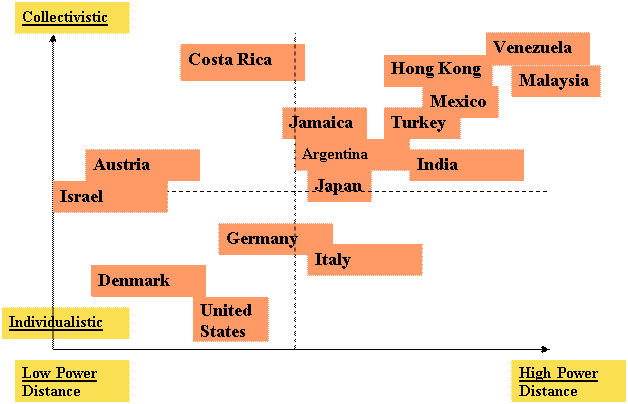 Collectivistic
Venezuela
Costa Rica
Hong Kong
Malaysia
Mexico
Jamaica
Turkey
Argentina
Austria
India
Japan
Israel
Germany
Italy
Denmark
United
States
Individualistic
Low Power
Distance
High Power
Distance